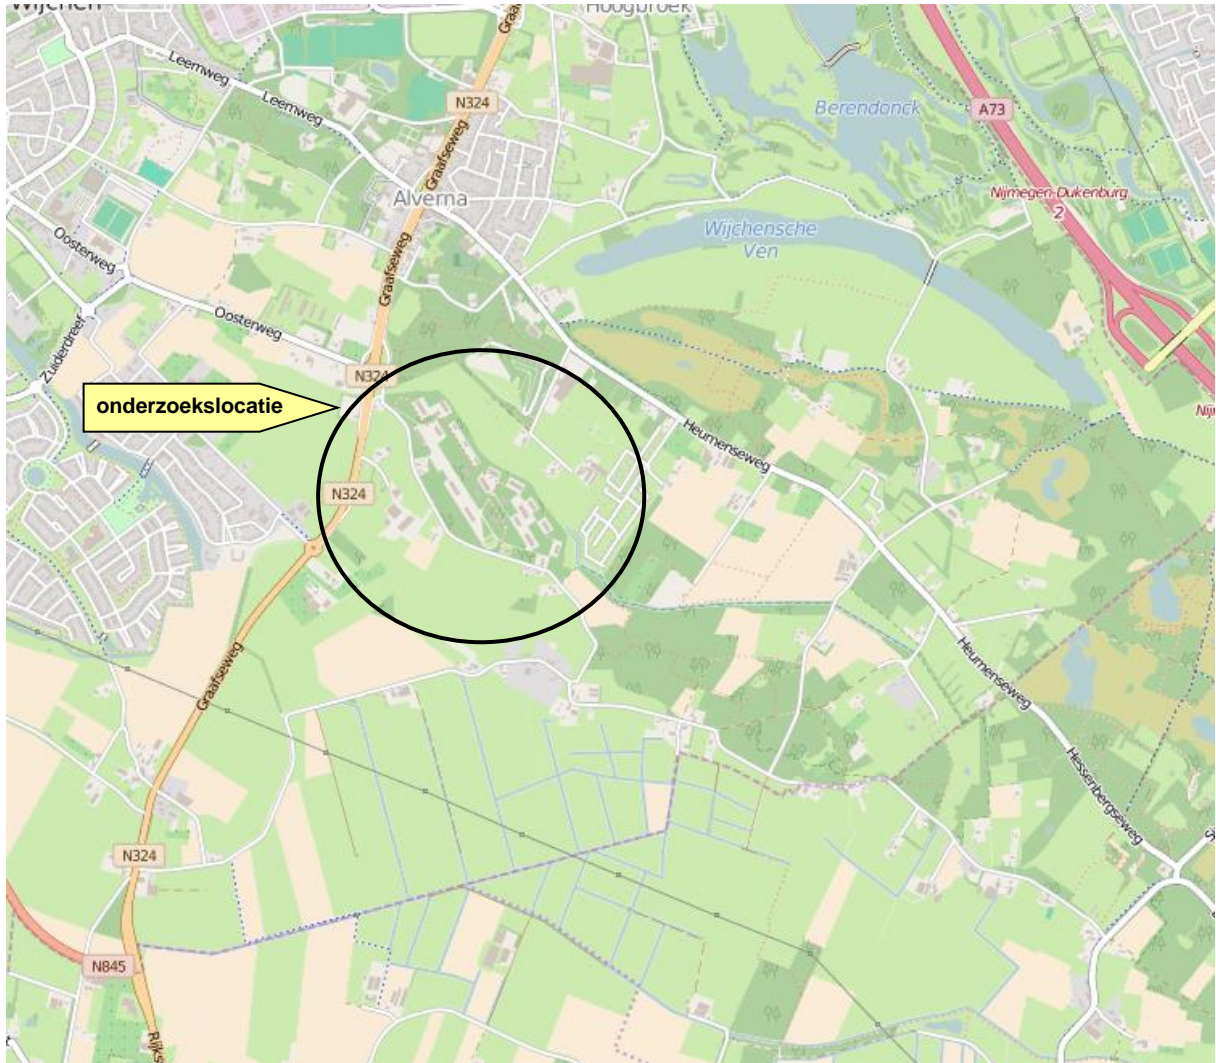 Wijchen
Hoogbroek
Leemweg
Leemweg
N324
Graafseweg
Berendonck
A73
Nijmegen-Dukenburg
2
Alverna
Wijchensche
Ven
Oosterweg
Graafseweg
Oosterweg
Zuiderdreef
N324
onderzoekslocatie
Heumenseweg
N324
Graafseweg
Heumenseweg
Hessenbergseweg
N324
N845